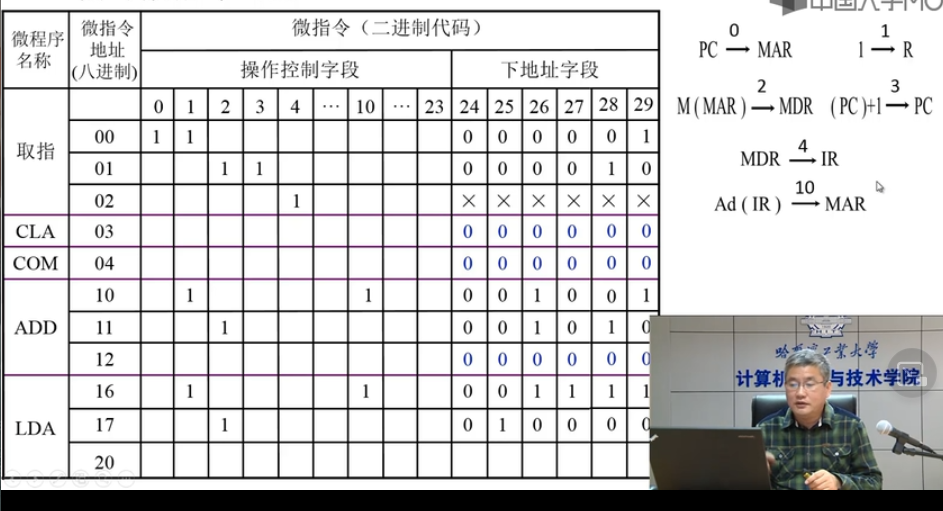 中国大学MO
微程序名称 微指令地址(八进制) 微指令（二进制代码）
操作控制字段 下地址字段
0 1 2 3 4 … 10 … 23 24 25 26 27 28 29
取指 00 1 1 0 0 0 0 0 1
01 1 1 0 0 0 0 1 0
02 1 × × × × × ×
CLA 03 0 0 0 0 0 0
COM 04 0 0 0 0 0 0
ADD 10 1 1 0 0 1 0 0 1
11 1 0 0 1 0 1 0
12 0 0 0 0 0 0
LDA 16 1 1 0 0 1 1 1 1
17 1 0 1 0 0 0 0
20
0 1
PC → MAR 1 → R
2 3
M ( MAR ) → MDR (PC)+1 → PC
4
MDR → IR
10
Ad ( IR ) → MAR
哈尔滨工业大学
计算机 与技术学院